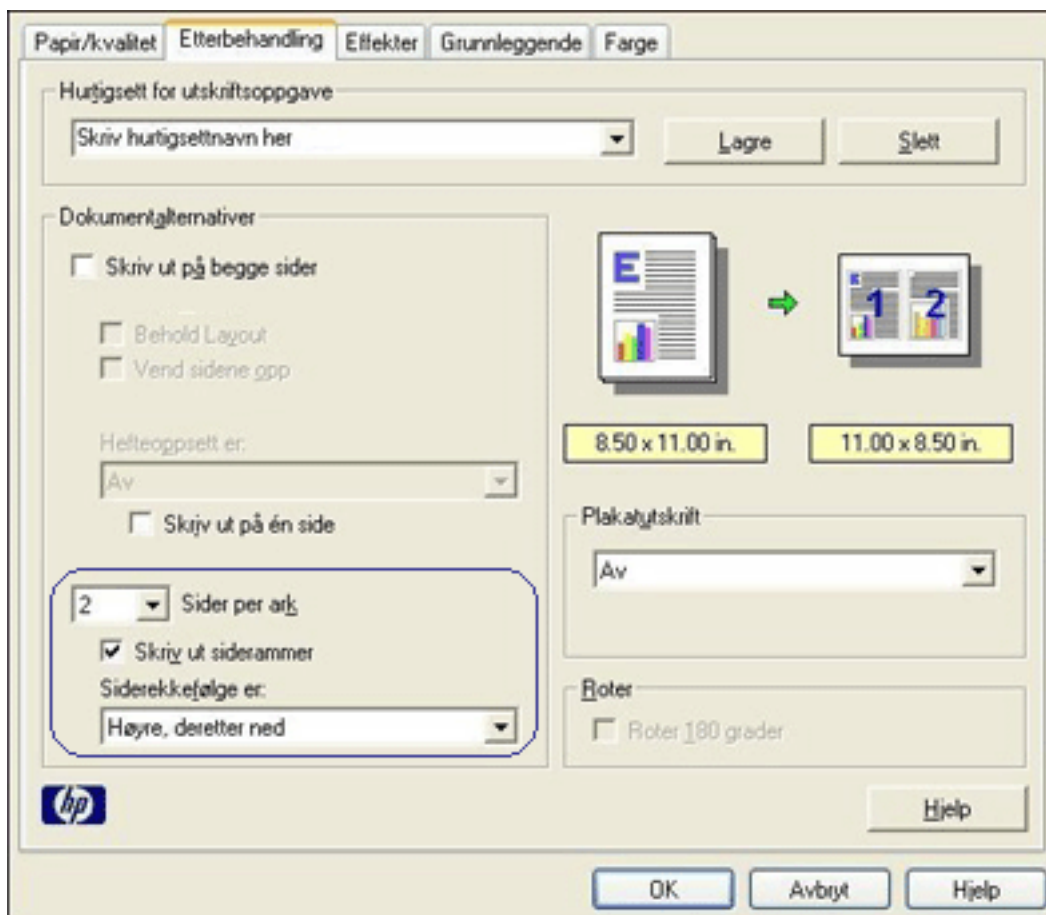 Papir/kvalitet Etterbehandling Effekter Grunnleggende Farge
Hurtigsett for utskriftsoppgave
Skriv hurtigsettnavn her
Lagre Slett
Dokumentalternativer
Skriv ut på begge sider
Behold Layout
Vend sidene opp
Hefteoppsett er:
Av
Skriv ut på én side
2 Sider per ark
Skriv ut siderammer
Siderekkefølge er:
Høyre, deretter ned
E
1 2
8.50 x 11.00 in. 11.00 x 8.50 in.
Plakatutskrift
Av
Roter
Roter 180 grader
hp
Hjelp
OK Avbryt Hjelp